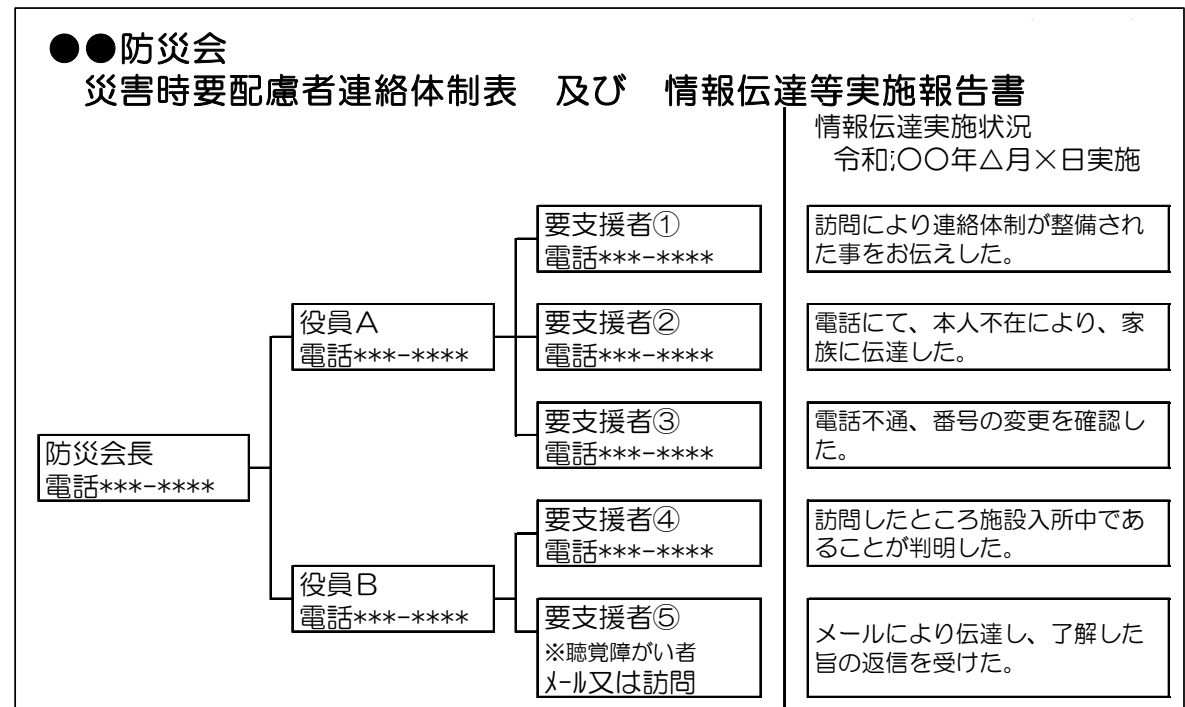 ●●防災会
災害時要配慮者連絡体制表　及び　情報伝達等実施報告書
情報伝達実施状況
令和〇〇年△月×日実施
防災会長
電話***-****
役員A
電話***-****
要支援者①
電話***-****
訪問により連絡体制が整備され
た事をお伝えした。
要支援者②
電話***-****
電話にて、本人不在により、家
族に伝達した。
要支援者③
電話***-****
電話不通、番号の変更を確認し
た。
役員B
電話***-****
要支援者④
電話***-****
訪問したところ施設入所中であ
ることが判明した。
要支援者⑤
※聴覚障がい者
ﾒｰﾙ又は訪問
メールにより伝達し、了解した
旨の返信を受けた。